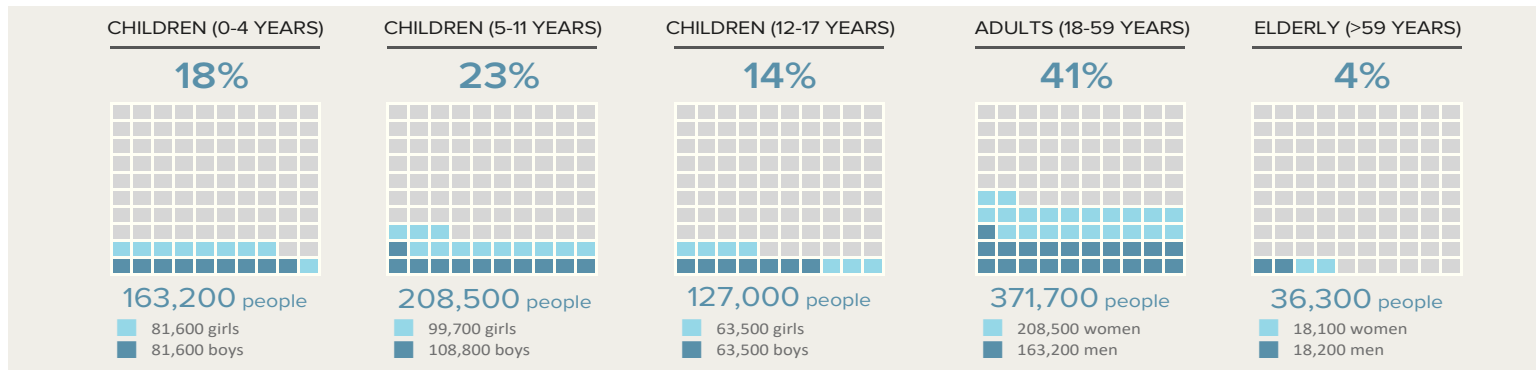 CHILDREN (0-4 YEARS)
18%
163,200 people
81,600 girls
81,600 boys
CHILDREN (5-11 YEARS)
23%
208,500 people
99,700 girls
108,800 boys
CHILDREN (12-17 YEARS)
14%
127,000 people
63,500 girls
63,500 boys
ADULTS (18-59 YEARS)
41%
371,700 people
208,500 women
163,200 men
ELDERLY (>59 YEARS)
4%
36,300 people
18,100 women
18,200 men